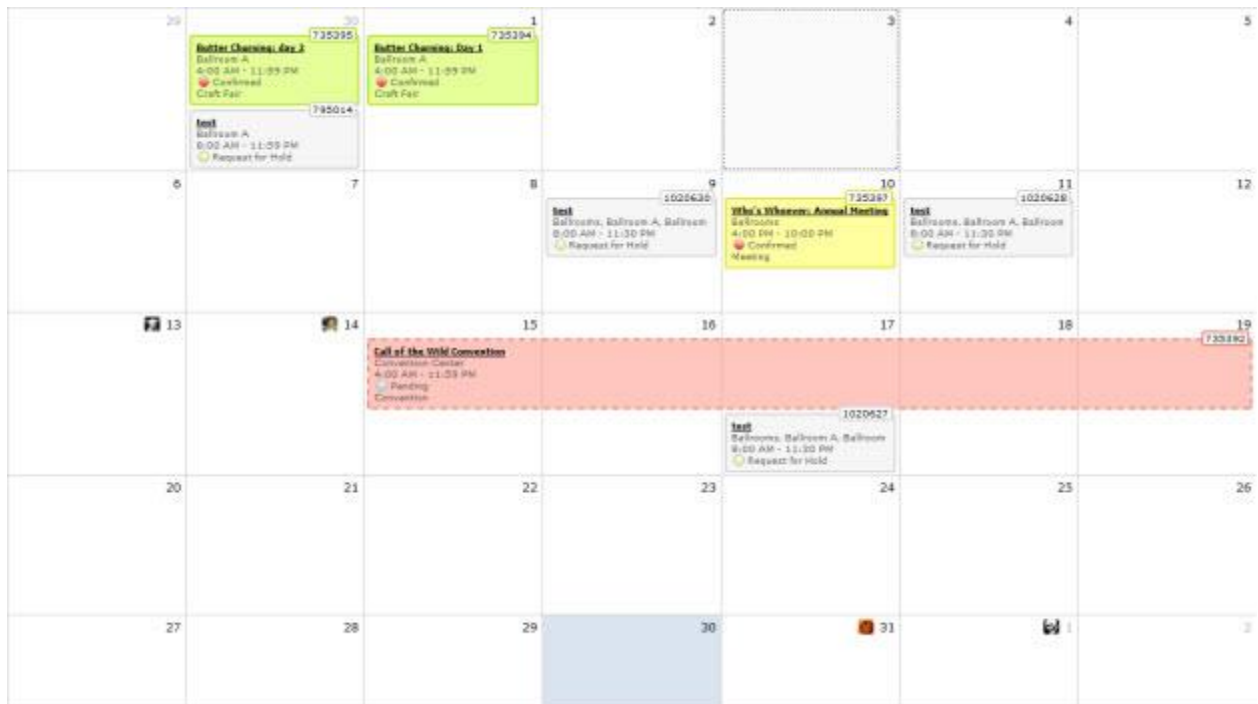 29 30 1 2 3 4 5
735395 735394
Butter Churning: day 2
Ballroom A
4:00 AM - 11:59 PM
Confirmed
Craft Fair
Butter Churning: Day 1
Ballroom A
4:00 AM - 11:59 PM
Confirmed
Craft Fair
795014
test
Ballroom A
8:00 AM - 11:59 PM
Request for Hold
6 7 8 9 10 11 12
1020630
test
Ballrooms, Ballroom A, Ballroom
8:00 AM - 11:30 PM
Request for Hold
735397
Who's Whoever: Annual Meeting
Ballrooms
4:00 PM - 10:00 PM
Confirmed
Meeting
1020628
test
Ballrooms, Ballroom A, Ballroom
8:00 AM - 11:30 PM
Request for Hold
13 14 15 16 17 18 19
735392
Call of the Wild Convention
Convention Center
4:00 AM - 11:59 PM
Pending
Convention
1020627
test
Ballrooms, Ballroom A, Ballroom
8:00 AM - 11:30 PM
Request for Hold
20 21 22 23 24 25 26
27 28 29 30 31 1 2